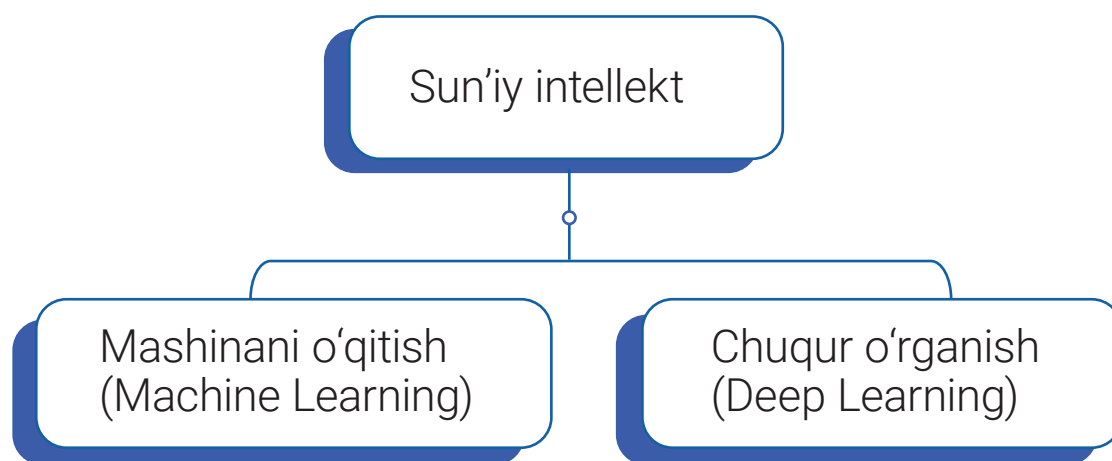 Sun’iy intellekt
Mashinani o‘qitish
(Machine Learning)
Chuqur o‘rganish
(Deep Learning)